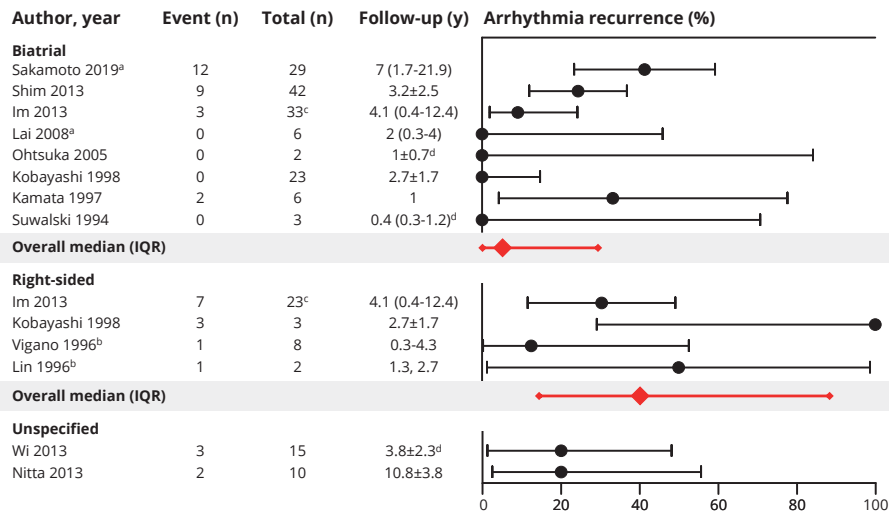 Author, year Event (n) Total (n) Follow-up (y) Arrhythmia recurrence (%)
Biatrial
Sakamoto 2019ᵃ 12 29 7 (1.7-21.9)
Shim 2013 9 42 3.2±2.5
Im 2013 3 33ᶜ 4.1 (0.4-12.4)
Lai 2008ᵃ 0 6 2 (0.3-4)
Ohtsuka 2005 0 2 1±0.7ᵈ
Kobayashi 1998 0 23 2.7±1.7
Kamata 1997 2 6 1
Suwalski 1994 0 3 0.4 (0.3-1.2)ᵈ
Overall median (IQR)
Right-sided
Im 2013 7 23ᶜ 4.1 (0.4-12.4)
Kobayashi 1998 3 3 2.7±1.7
Vigano 1996ᵇ 1 8 0.3-4.3
Lin 1996ᵇ 1 2 1.3, 2.7
Overall median (IQR)
Unspecified
Wi 2013 3 15 3.8±2.3ᵈ
Nitta 2013 2 10 10.8±3.8
0 20 40 60 80 100